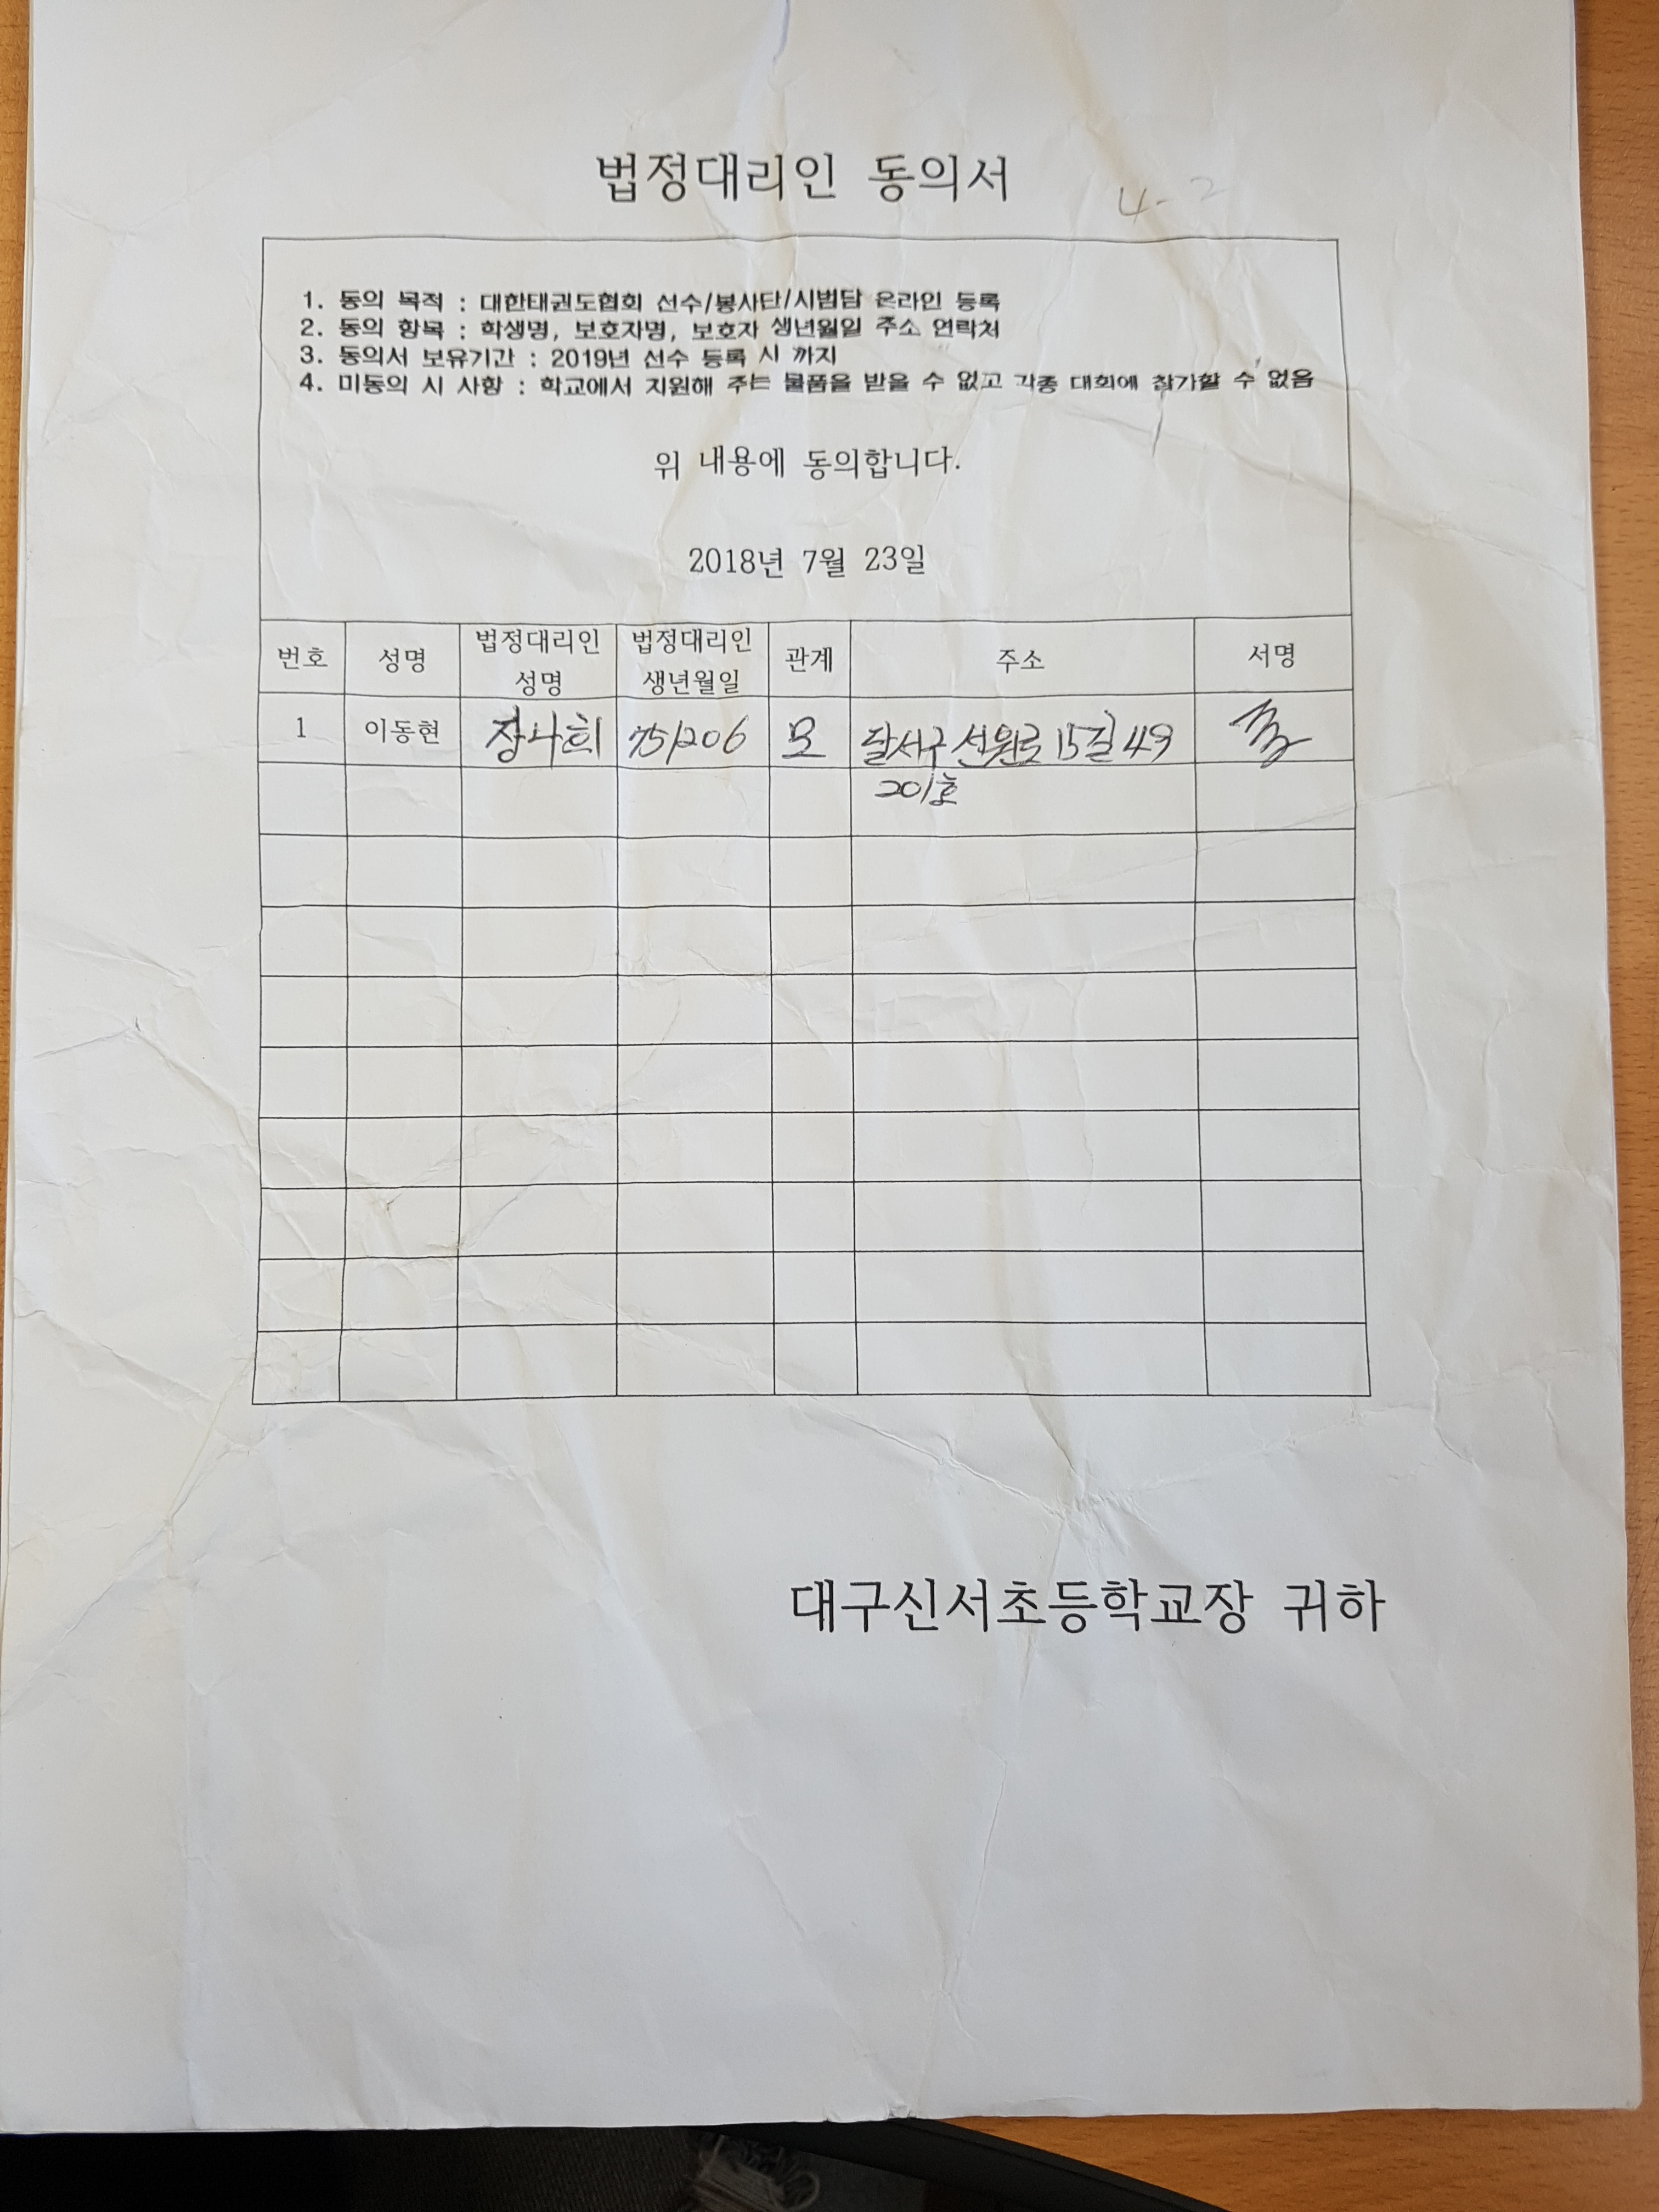 법정대리인 동의서
4-2
1. 동의 목적 : 대한태권도협회 선수/봉사단/시범담 온라인 등록
2. 동의 항목 : 학생명, 보호자명, 보호자 생년월일 주소 연락처
3. 동의서 보유기간 : 2019년 선수 등록 시 까지
4. 미동의 시 사항 : 학교에서 지원해 주는 물품을 받을 수 없고 각종 대회에 참가할 수 없음
위 내용에 동의합니다.
2018년 7월 23일
번호 성명 법정대리인 성명 법정대리인 생년월일 관계 주소 서명
1 이동현 장나희 751206 모 달서구 선원로 15길 49
201호
대구신서초등학교장 귀하